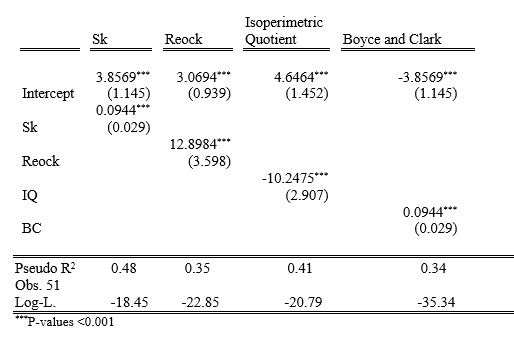 Isoperimetric
Sk Reock Quotient Boyce and Clark
3.8569*** 3.0694*** 4.6464*** -3.8569***
Intercept (1.145) (0.939) (1.452) (1.145)
0.0944***
Sk (0.029)
12.8984***
Reock (3.598)
-10.2475***
IQ (2.907)
0.0944***
BC (0.029)
Pseudo R² 0.48 0.35 0.41 0.34
Obs. 51
Log-L. -18.45 -22.85 -20.79 -35.34
***P-values <0.001